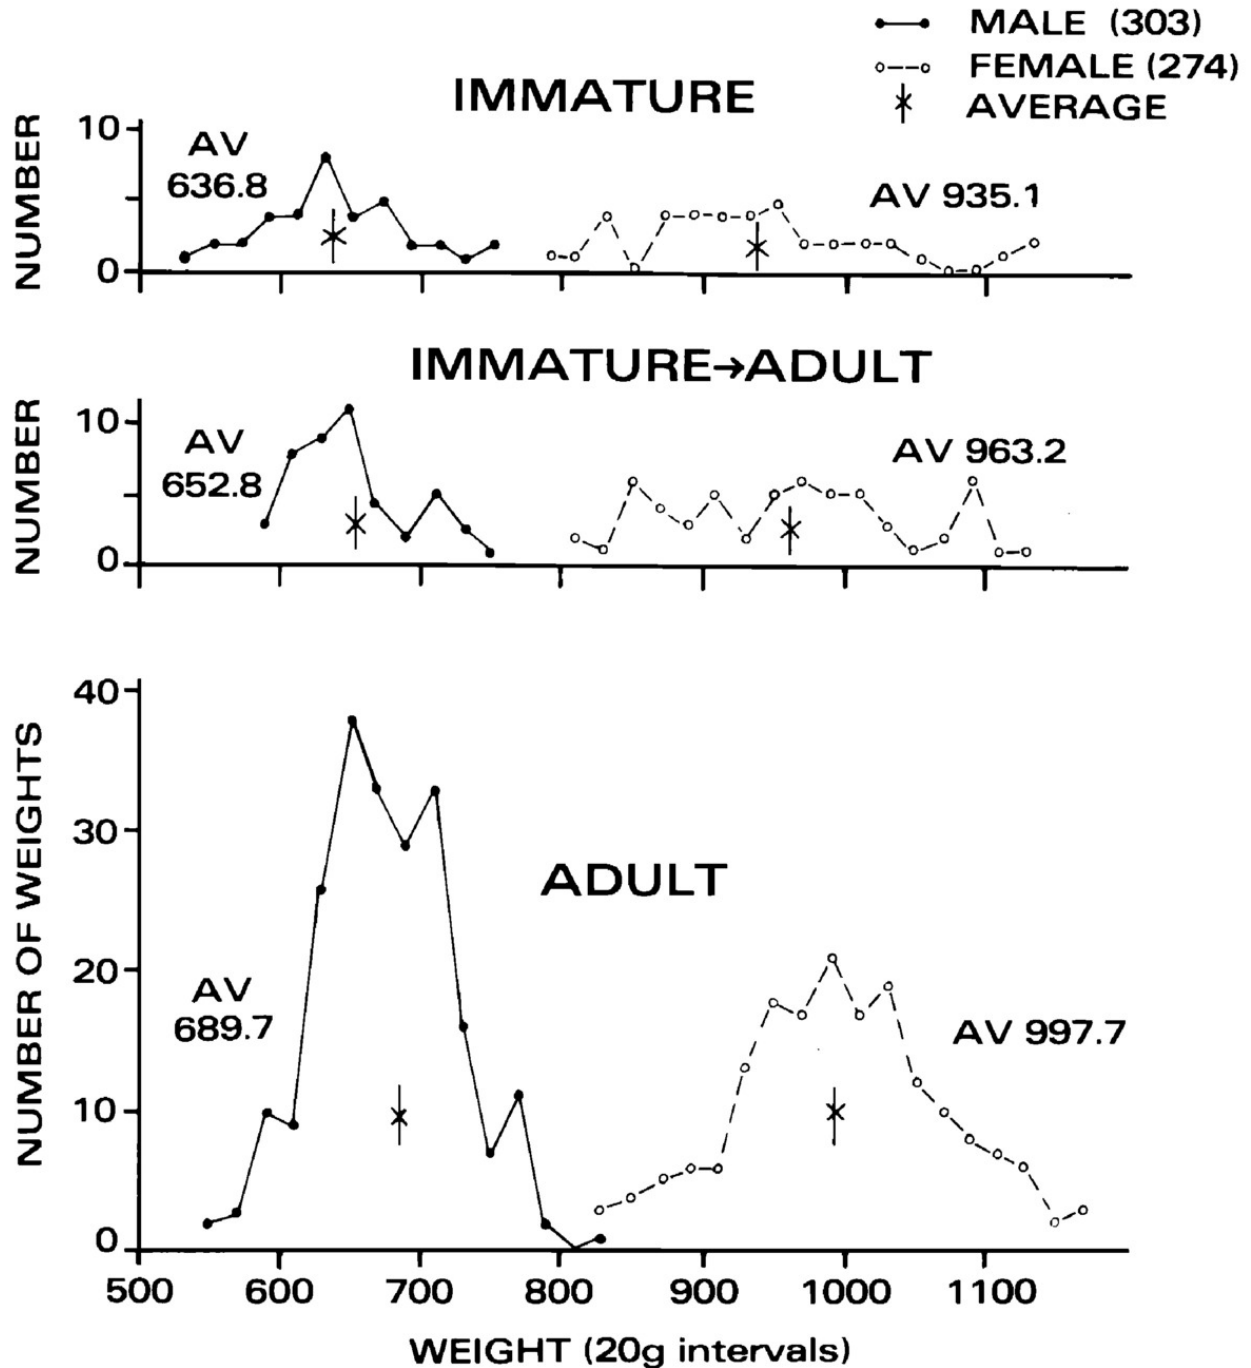 MALE (303)
FEMALE (274)
AVERAGE
IMMATURE
NUMBER
10
0
AV
636.8
AV 935.1
IMMATURE→ADULT
NUMBER
10
0
AV
652.8
AV 963.2
ADULT
NUMBER OF WEIGHTS
40
30
20
10
0
AV
689.7
AV 997.7
500 600 700 800 900 1000 1100
WEIGHT (20g intervals)